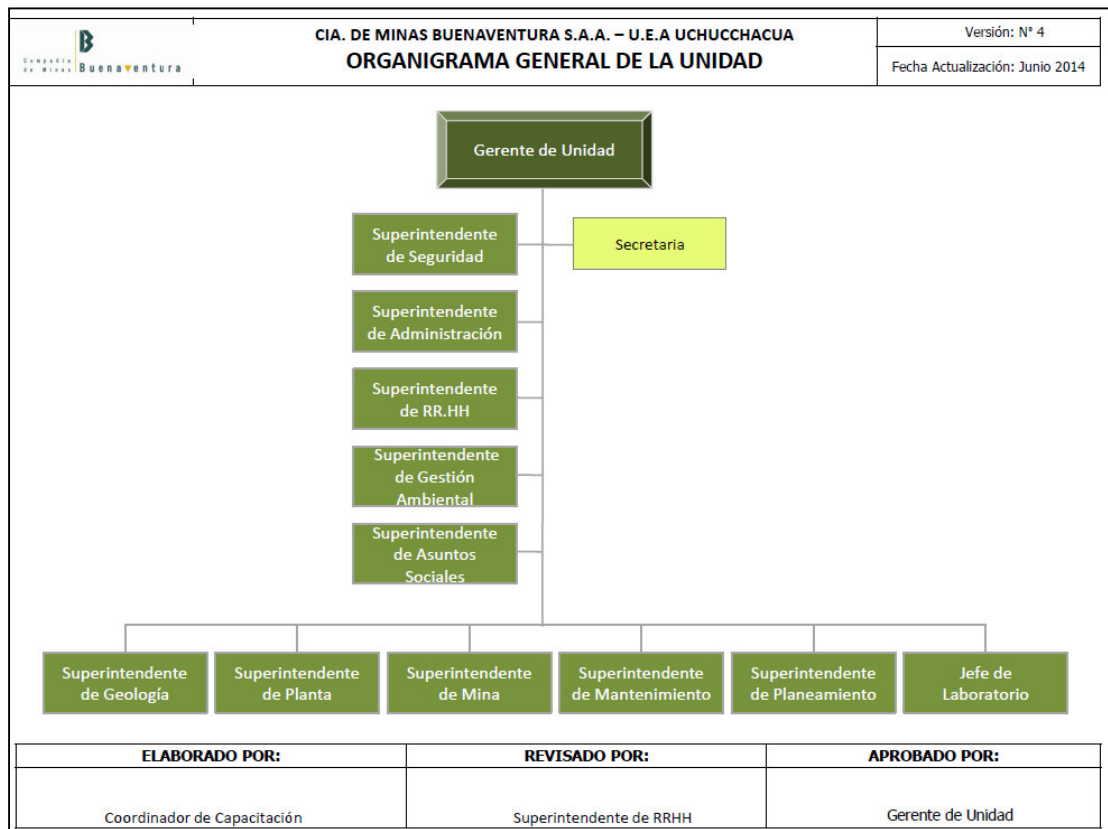 Compañía
de Minas Buenaventura
CIA. DE MINAS BUENAVENTURA S.A.A. – U.E.A UCHUCCHACUA
ORGANIGRAMA GENERAL DE LA UNIDAD
Versión: N° 4
Fecha Actualización: Junio 2014
Gerente de Unidad
Superintendente
de Seguridad
Secretaria
Superintendente
de Administración
Superintendente
de RR.HH
Superintendente
de Gestión
Ambiental
Superintendente
de Asuntos
Sociales
Superintendente
de Geología
Superintendente
de Planta
Superintendente
de Mina
Superintendente
de Mantenimiento
Superintendente
de Planeamiento
Jefe de
Laboratorio
ELABORADO POR:
REVISADO POR:
APROBADO POR:
Coordinador de Capacitación
Superintendente de RRHH
Gerente de Unidad